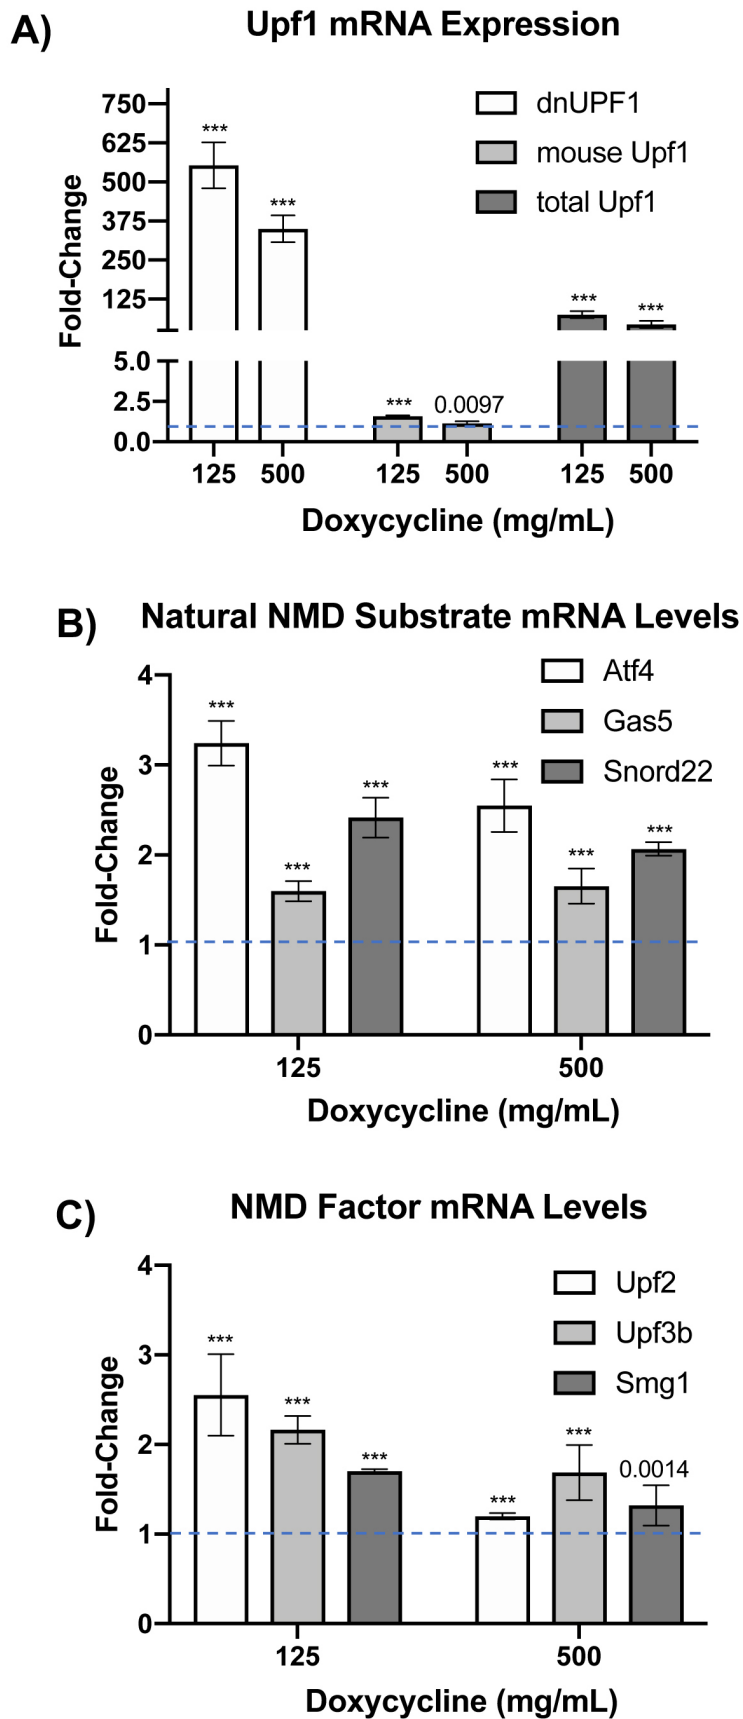 A)
Upf1 mRNA Expression
dnUPF1
mouse Upf1
total Upf1
Fold-Change
750
625
500
375
250
125
5.0
2.5
0.0
***
***
***
0.0097
***
***
125 500 125 500 125 500
Doxycycline (mg/mL)
B)
Natural NMD Substrate mRNA Levels
Atf4
Gas5
Snord22
Fold-Change
4
3
2
1
0
***
***
***
***
***
***
125 500
Doxycycline (mg/mL)
C)
NMD Factor mRNA Levels
Upf2
Upf3b
Smg1
Fold-Change
4
3
2
1
0
***
***
***
***
***
0.0014
125 500
Doxycycline (mg/mL)